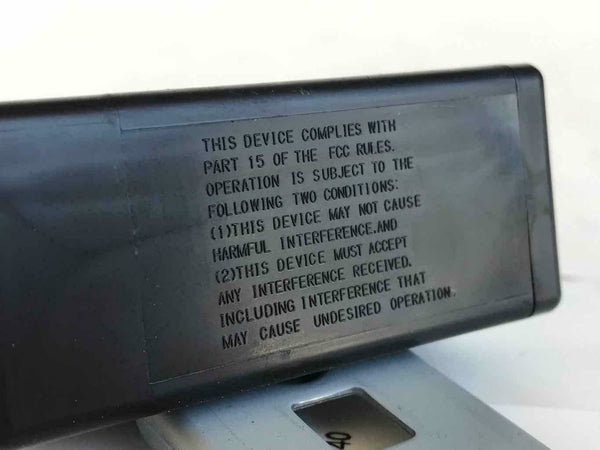 THIS DEVICE COMPLIES WITH
PART 15 OF THE FCC RULES.
OPERATION IS SUBJECT TO THE
FOLLOWING TWO CONDITIONS:
(1)THIS DEVICE MAY NOT CAUSE
HARMFUL INTERFERENCE,AND
(2)THIS DEVICE MUST ACCEPT
ANY INTERFERENCE RECEIVED,
INCLUDING INTERFERENCE THAT
MAY CAUSE UNDESIRED OPERATION.